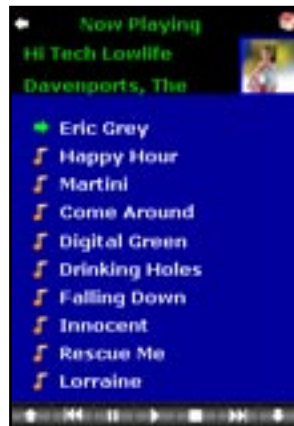 Now Playing
Hi Tech Lowlife
Davenports, The
Eric Grey
Happy Hour
Martini
Come Around
Digital Green
Drinking Holes
Falling Down
Innocent
Rescue Me
Lorraine